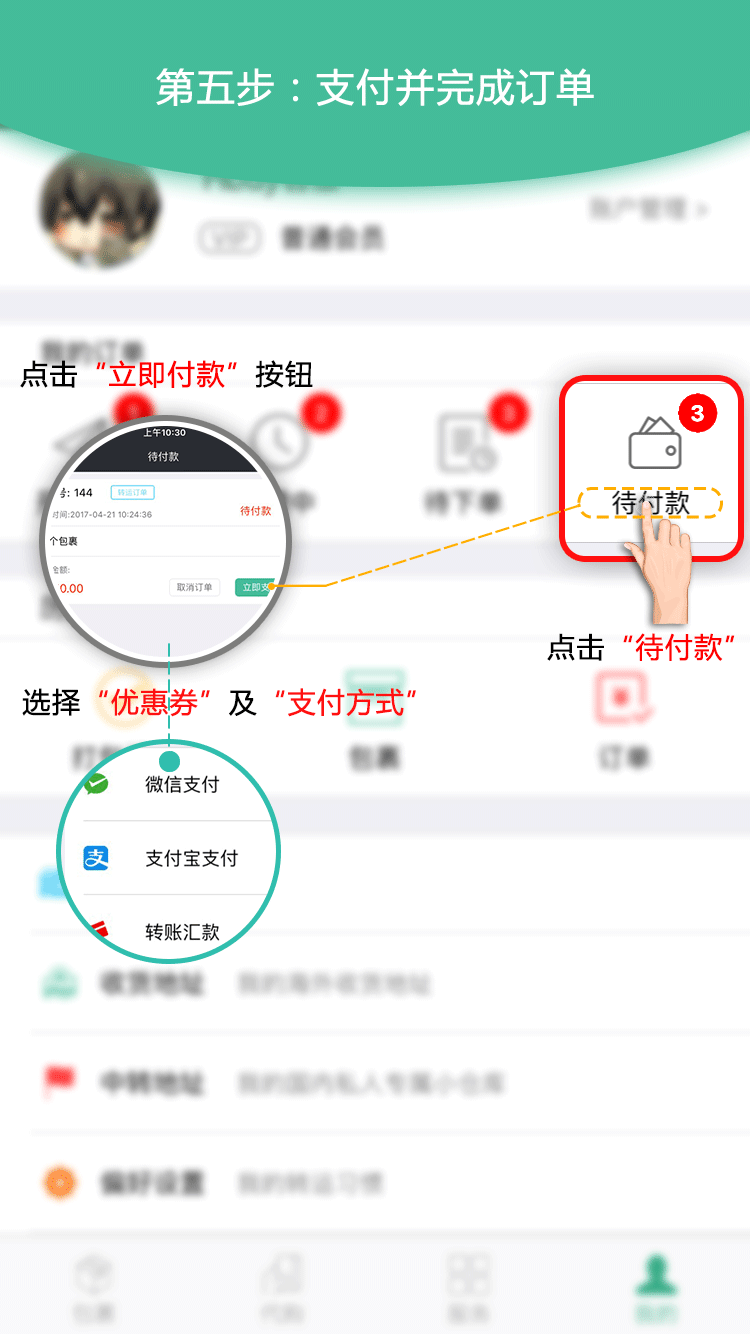 第五步：支付并完成订单
VIP 普通会员
账户管理 >
我的订单
点击“立即付款”按钮
3
待付款
待下单
上午10:30
待付款
号: 144 转运订单
时间:2017-04-21 10:24:36
待付款
个包裹
金额:
0.00
取消订单
立即支
点击“待付款”
选择“优惠券”及“支付方式”
包裹
订单
微信支付
支付宝支付
转账汇款
收货地址 我的海外收货地址
中转地址 我的国内私人专属小仓库
偏好设置 我的转运习惯
包裹
代购
服务
我的